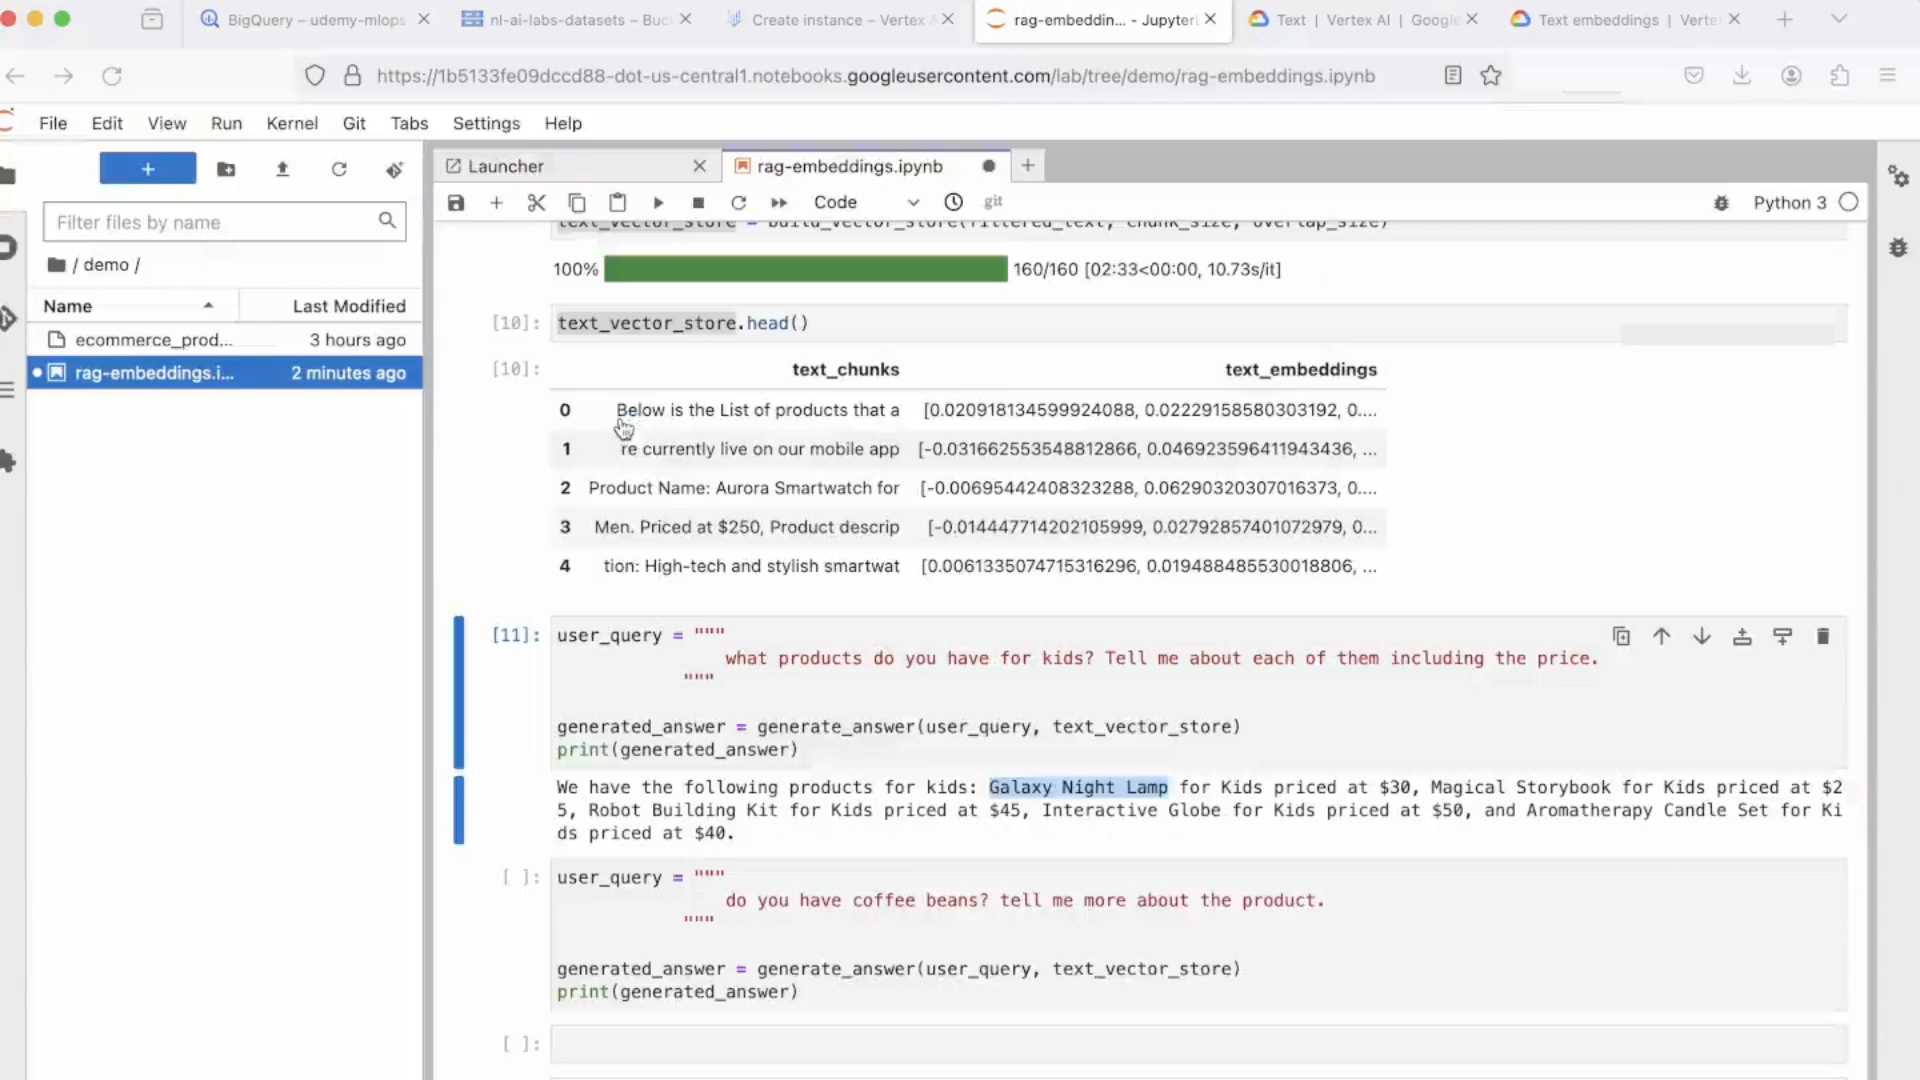 BigQuery – udemy-mlops
nl-ai-labs-datasets – Buc
Create instance – Vertex A
rag-embeddin... - JupyterL
Text | Vertex AI | Google
Text embeddings | Verte
https://1b5133fe09dccd88-dot-us-central1.notebooks.googleusercontent.com/lab/tree/demo/rag-embeddings.ipynb
File Edit View Run Kernel Git Tabs Settings Help
Launcher
rag-embeddings.ipynb
Filter files by name
Code
git
Python 3
/ demo /
Name Last Modified
ecommerce_prod... 3 hours ago
rag-embeddings.i... 2 minutes ago
text_vector_store = build_vector_store(filtered_text, chunk_size, overlap_size)
100% 160/160 [02:33<00:00, 10.73s/it]
[10]: text_vector_store.head()
[10]: text_chunks text_embeddings
0 Below is the List of products that a [0.020918134599924088, 0.02229158580303192, 0....
1 re currently live on our mobile app [-0.031662553548812866, 0.046923596411943436, ...
2 Product Name: Aurora Smartwatch for [-0.006954424083​23288, 0.06290320307016373, 0....
3 Men. Priced at $250, Product descrip [-0.014447714202105999, 0.02792857401072979, 0...
4 tion: High-tech and stylish smartwat [0.0061335074715316296, 0.019488485530018806, ...
[11]: user_query = """
what products do you have for kids? Tell me about each of them including the price.
"""
generated_answer = generate_answer(user_query, text_vector_store)
print(generated_answer)
We have the following products for kids: Galaxy Night Lamp for Kids priced at $30, Magical Storybook for Kids priced at $2
5, Robot Building Kit for Kids priced at $45, Interactive Globe for Kids priced at $50, and Aromatherapy Candle Set for Ki
ds priced at $40.
[ ]: user_query = """
do you have coffee beans? tell me more about the product.
"""
generated_answer = generate_answer(user_query, text_vector_store)
print(generated_answer)
[ ]: